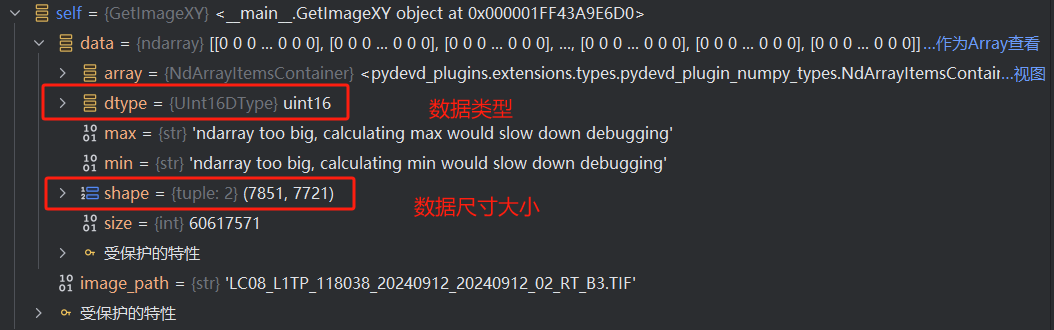 self = {GetImageXY} <__main__.GetImageXY object at 0x000001FF43A9E6D0>
data = {ndarray} [[0 0 0 ... 0 0 0], [0 0 0 ... 0 0 0], [0 0 0 ... 0 0 0], ..., [0 0 0 ... 0 0 0], [0 0 0 ... 0 0 0], [0 0 0 ... 0 0 0]]...作为Array查看
array = {NdArrayItemsContainer} <pydevd_plugins.extensions.types.pydevd_plugin_numpy_types.NdArrayItemsContai...视图
dtype = {UInt16DType} uint16
数据类型
max = {str} 'ndarray too big, calculating max would slow down debugging'
min = {str} 'ndarray too big, calculating min would slow down debugging'
shape = {tuple: 2} (7851, 7721)
数据尺寸大小
size = {int} 60617571
受保护的特性
image_path = {str} 'LC08_L1TP_118038_20240912_20240912_02_RT_B3.TIF'
受保护的特性